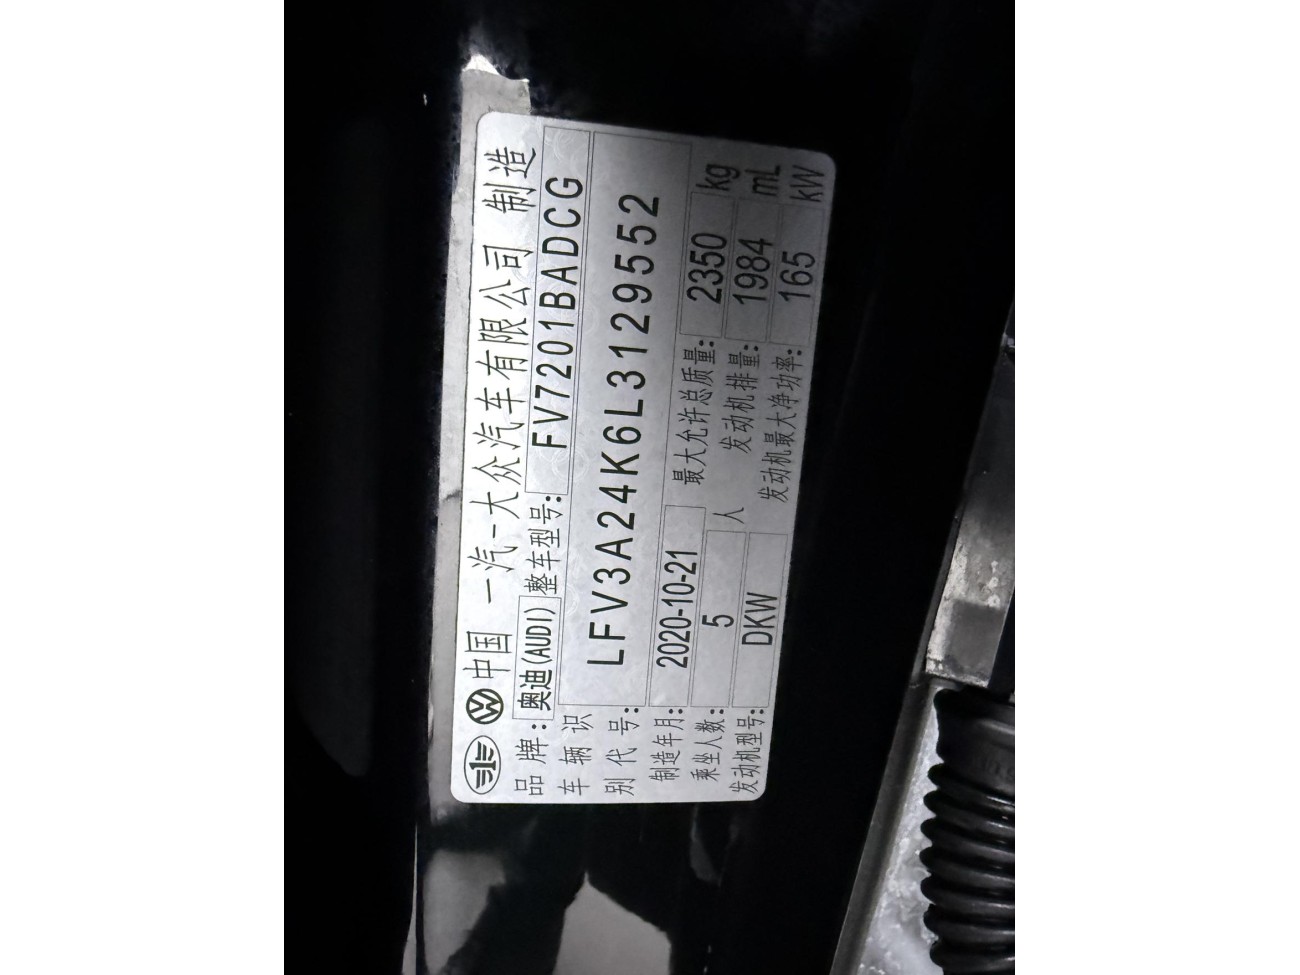 中国 一汽-大众汽车有限公司 制造
品牌: 奥迪(AUDI) 整车型号: FV7201BADCG
车辆识
别代号: LFV3A24K6L3129552
制造年月: 2020-10-21 最大允许总质量: 2350 kg
乘坐人数: 5 人 发动机排量: 1984 mL
发动机型号: DKW 发动机最大净功率: 165 kW